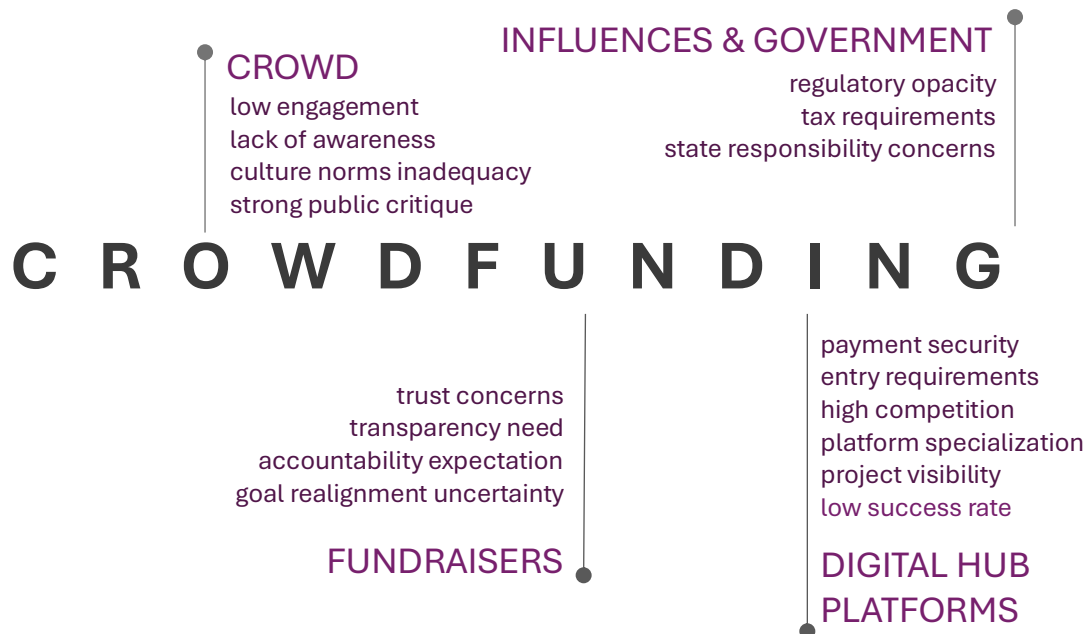 CROWD
low engagement
lack of awareness
culture norms inadequacy
strong public critique
INFLUENCES & GOVERNMENT
regulatory opacity
tax requirements
state responsibility concerns
C R O W D F U N D I N G
trust concerns
transparency need
accountability expectation
goal realignment uncertainty
FUNDRAISERS
payment security
entry requirements
high competition
platform specialization
project visibility
low success rate
DIGITAL HUB
PLATFORMS